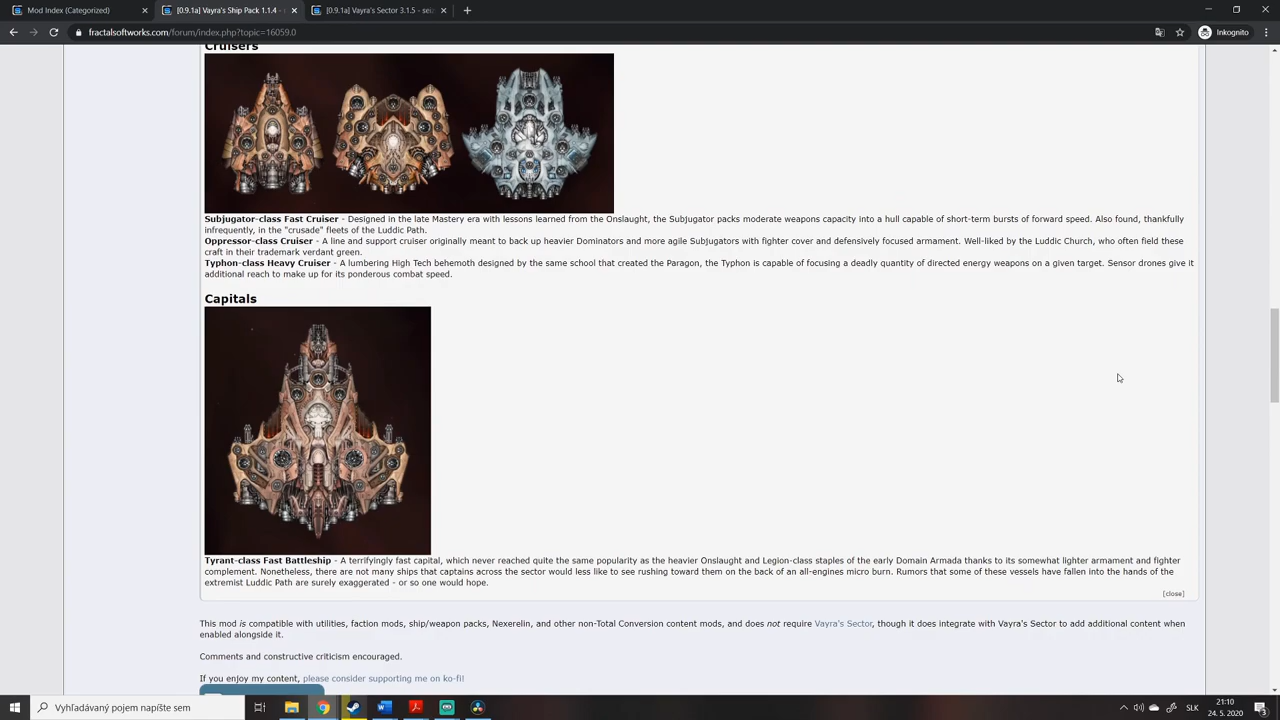 Mod Index (Categorized)
[0.9.1a] Vayra's Ship Pack 1.1.4 -
[0.9.1a] Vayra's Sector 3.1.5 - sei
fractalsoftworks.com/forum/index.php?topic=16059.0
Inkognito
Cruisers
Subjugator-class Fast Cruiser - Designed in the late Mastery era with lessons learned from the Onslaught, the Subjugator packs moderate weapons capacity into a hull capable of short-term bursts of forward speed. Also found, thankfully
infrequently, in the "crusade" fleets of the Luddic Path.
Oppressor-class Cruiser - A line and support cruiser originally meant to back up heavier Dominators and more agile Subjugators with fighter cover and defensively focused armament. Well-liked by the Luddic Church, who often field these
craft in their trademark verdant green.
Typhon-class Heavy Cruiser - A lumbering High Tech behemoth designed by the same school that created the Paragon, the Typhon is capable of focusing a deadly quantity of directed energy weapons on a given target. Sensor drones give it
additional reach to make up for its ponderous combat speed.
Capitals
Tyrant-class Fast Battleship - A terrifyingly fast capital, which never reached quite the same popularity as the heavier Onslaught and Legion-class staples of the early Domain Armada thanks to its somewhat lighter armament and fighter
complement. Nonetheless, there are not many ships that captains across the sector would less like to see rushing toward them on the back of an all-engines micro burn. Rumors that some of these vessels have fallen into the hands of the
extremist Luddic Path are surely exaggerated - or so one would hope.
[close]
This mod is compatible with utilities, faction mods, ship/weapon packs, Nexerelin, and other non-Total Conversion content mods, and does not require Vayra's Sector, though it does integrate with Vayra's Sector to add additional content when
enabled alongside it.
Comments and constructive criticism encouraged.
If you enjoy my content, please consider supporting me on ko-fi!
Vyhľadávaný pojem napíšte sem
SLK
21:10
24. 5. 2020
3